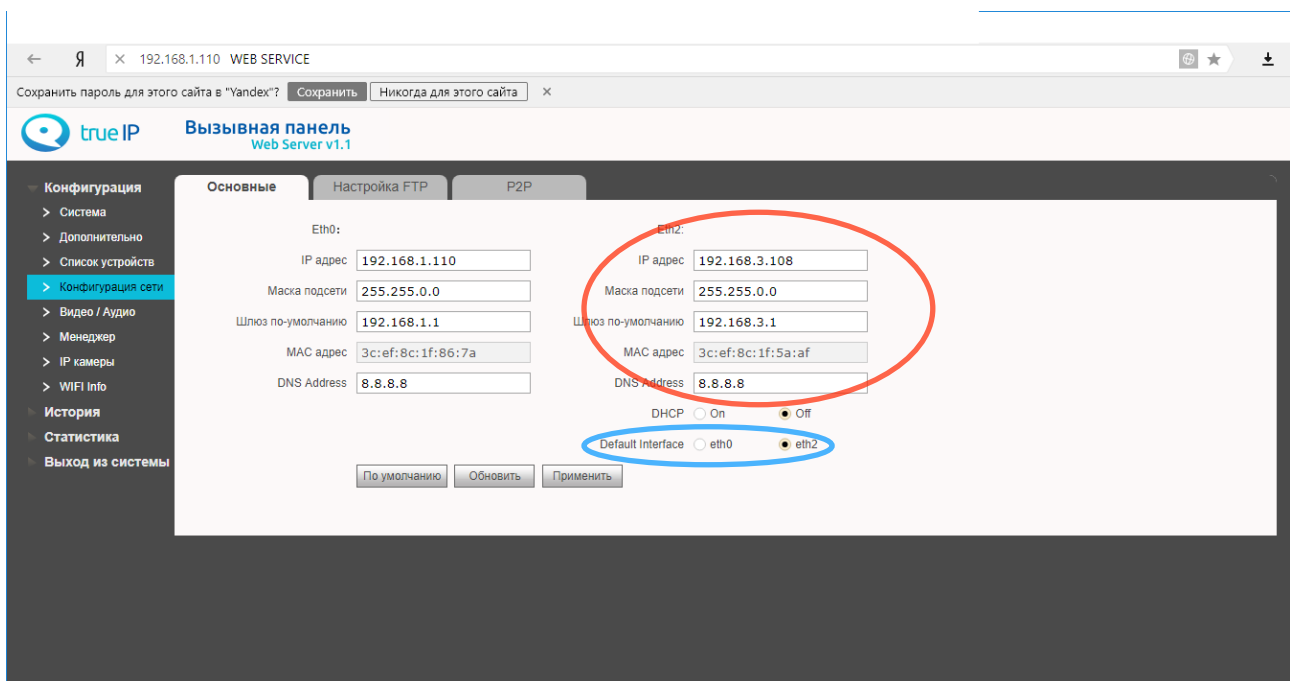 Я 192.168.1.110 WEB SERVICE
Сохранить пароль для этого сайта в "Yandex"? Сохранить Никогда для этого сайта
true IP
Вызывная панель
Web Server v1.1
Конфигурация
Система
Дополнительно
Список устройств
Конфигурация сети
Видео / Аудио
Менеджер
IP камеры
WIFI Info
История
Статистика
Выход из системы
Основные Настройка FTP P2P
Eth0: Eth2:
IP адрес 192.168.1.110 IP адрес 192.168.3.108
Маска подсети 255.255.0.0 Маска подсети 255.255.0.0
Шлюз по-умолчанию 192.168.1.1 Шлюз по-умолчанию 192.168.3.1
MAC адрес 3c:ef:8c:1f:86:7a MAC адрес 3c:ef:8c:1f:5a:af
DNS Address 8.8.8.8 DNS Address 8.8.8.8
DHCP On Off
Default Interface eth0 eth2
По умолчанию Обновить Применить